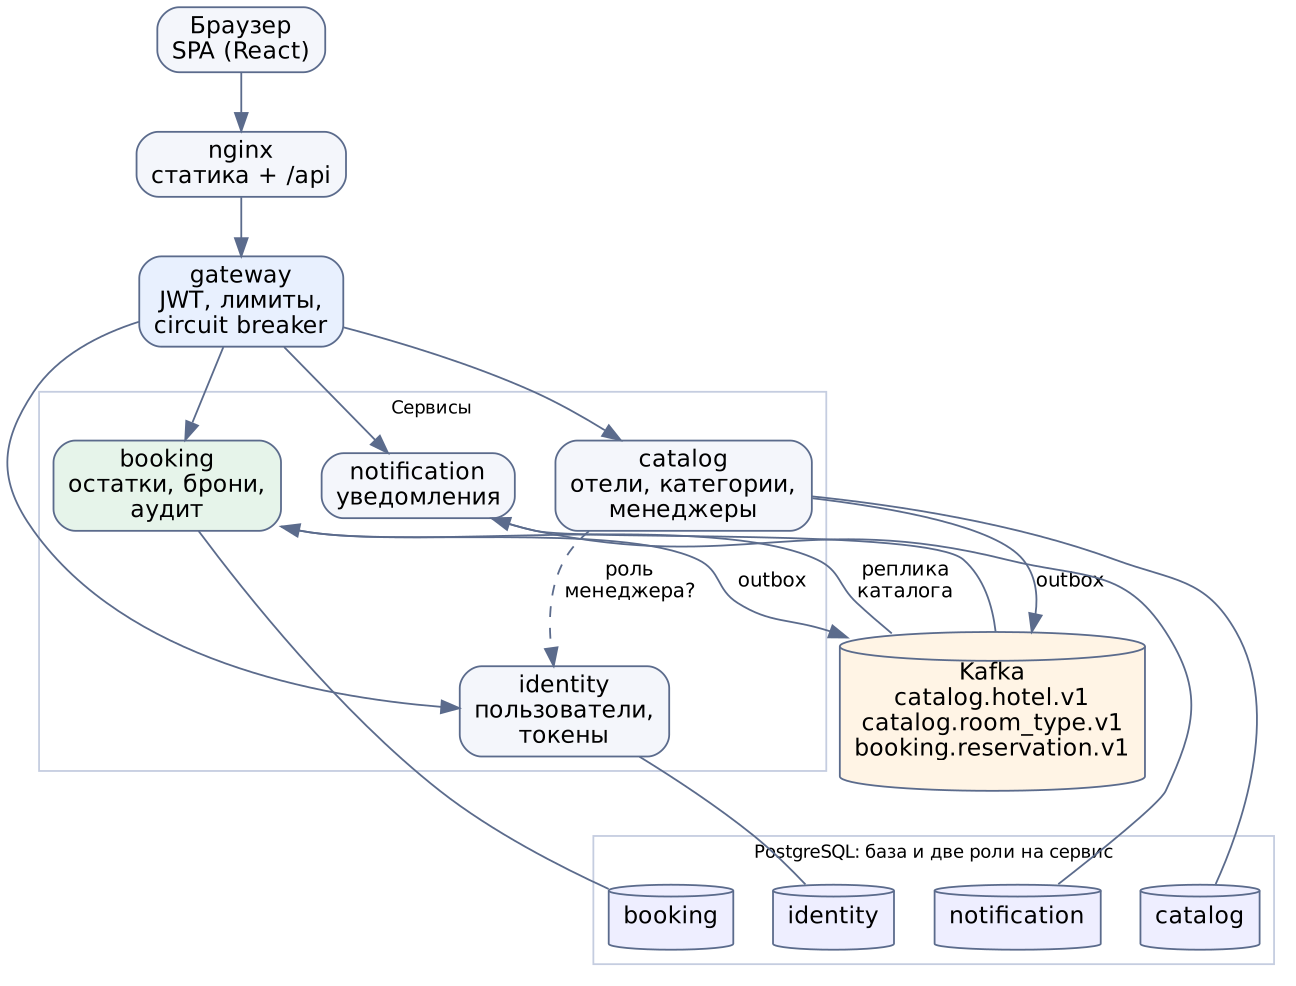 Браузер
SPA (React)
nginx
статика + /api
gateway
JWT, лимиты,
circuit breaker
Сервисы
booking
остатки, брони,
аудит
notification
уведомления
catalog
отели, категории,
менеджеры
роль
менеджера?
outbox
реплика
каталога
outbox
identity
пользователи,
токены
Kafka
catalog.hotel.v1
catalog.room_type.v1
booking.reservation.v1
PostgreSQL: база и две роли на сервис
booking
identity
notification
catalog